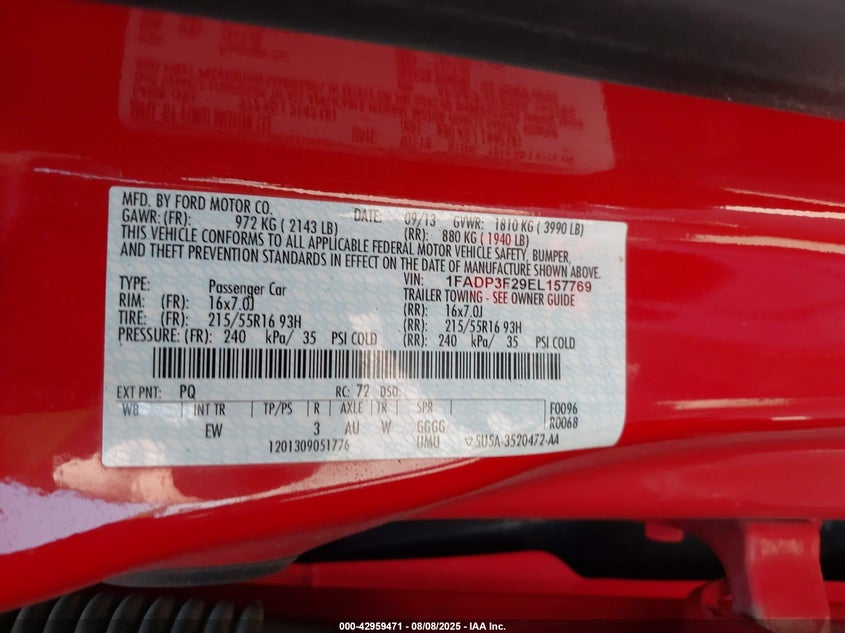 MFD. BY FORD MOTOR CO. DATE: 09/13 GVWR: 1810 KG ( 3990 LB)
GAWR: (FR): 972 KG ( 2143 LB) (RR): 880 KG ( 1940 LB)
THIS VEHICLE CONFORMS TO ALL APPLICABLE FEDERAL MOTOR VEHICLE SAFETY, BUMPER,
AND THEFT PREVENTION STANDARDS IN EFFECT ON THE DATE OF MANUFACTURE SHOWN ABOVE.
VIN: 1FADP3F29EL157769
TYPE: Passenger Car TRAILER TOWING - SEE OWNER GUIDE
RIM: (FR): 16x7.0J (RR): 16x7.0J
TIRE: (FR): 215/55R16 93H (RR): 215/55R16 93H
PRESSURE: (FR): 240 kPa/ 35 PSI COLD (RR): 240 kPa/ 35 PSI COLD
EXT PNT: PQ RC: 72 DSO:
WB INT TR TP/PS R AXLE TR SPR F0096
EW 3 AU W GGGG R0068
1201309051776 UMU 5U5A-3520472-AA
000-42959471 - 08/08/2025 - IAA Inc.